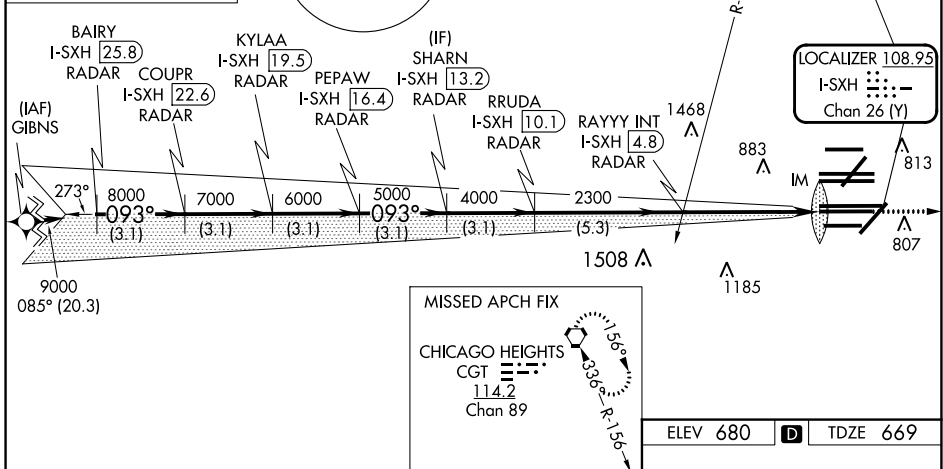 BAIRY
I-SXH 25.8
RADAR
COUPR
I-SXH 22.6
RADAR
KYLAA
I-SXH 19.5
RADAR
PEPAW
I-SXH 16.4
RADAR
(IF)
SHARN
I-SXH 13.2
RADAR
RRUDA
I-SXH 10.1
RADAR
RAYYY INT
I-SXH 4.8
RADAR
R-
LOCALIZER 108.95
I-SXH
Chan 26 (Y)
(IAF)
GIBNS
1468
883
813
IM
807
273°
8000
093°
(3.1)
7000
(3.1)
6000
(3.1)
5000
093°
(3.1)
4000
(3.1)
2300
(5.3)
1508
1185
9000
085° (20.3)
MISSED APCH FIX
CHICAGO HEIGHTS
CGT
114.2
Chan 89
156°
336°
R-156
ELEV 680 D TDZE 669